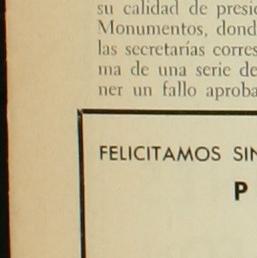 su calidad de presi
Monumentos, dond
las secretarías corres
ma de una serie de
ner un fallo aproba
FELICITAMOS SIN
P